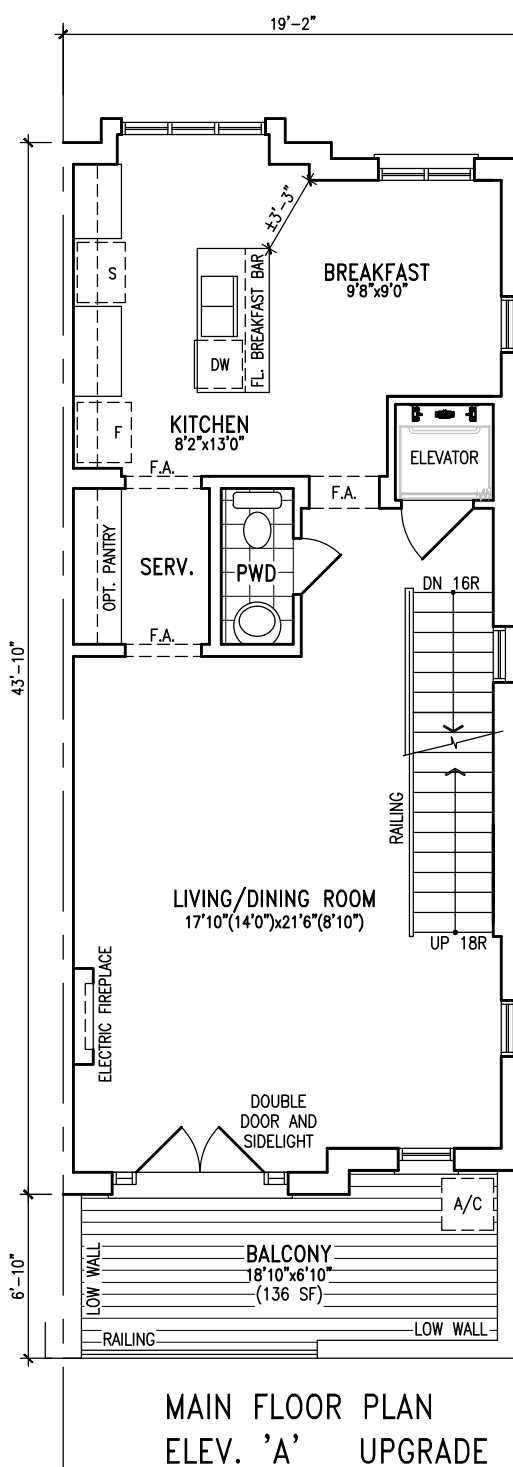 19'-2"
±3'-3"
BREAKFAST
9'8"x9'0"
S
FL. BREAKFAST BAR
DW
F
KITCHEN
8'2"x13'0"
ELEVATOR
F.A.
F.A.
OPT. PANTRY
SERV.
PWD
DN 16R
F.A.
43'-10"
RAILING
LIVING/DINING ROOM
17'10"(14'0")x21'6"(8'10")
UP 18R
ELECTRIC FIREPLACE
DOUBLE
DOOR AND
SIDELIGHT
A/C
6'-10"
LOW WALL
BALCONY
18'10"x6'10"
(136 SF)
LOW WALL
RAILING
MAIN FLOOR PLAN
ELEV. 'A' UPGRADE